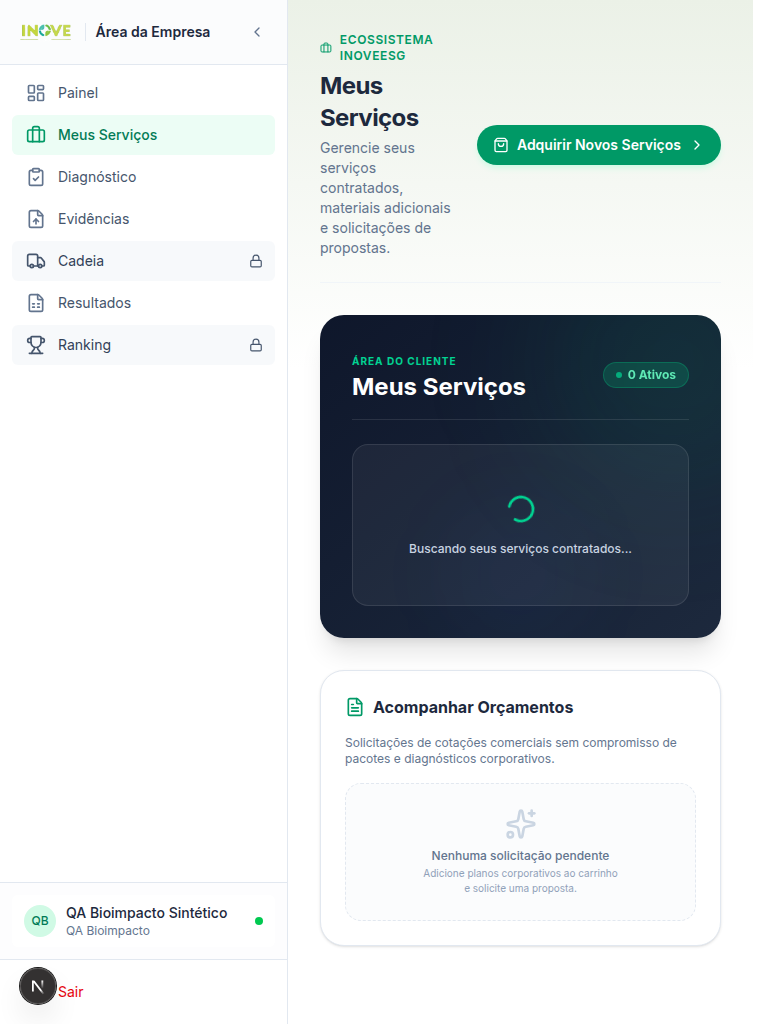 INOVE
Área da Empresa
Painel
Meus Serviços
Diagnóstico
Evidências
Cadeia
Resultados
Ranking
QB
QA Bioimpacto Sintético
QA Bioimpacto
N
Sair
ECOSSISTEMA
INOVEESG
Meus
Serviços
Gerencie seus
serviços
contratados,
materiais adicionais
e solicitações de
propostas.
Adquirir Novos Serviços
ÁREA DO CLIENTE
Meus Serviços
0 Ativos
Buscando seus serviços contratados...
Acompanhar Orçamentos
Solicitações de cotações comerciais sem compromisso de
pacotes e diagnósticos corporativos.
Nenhuma solicitação pendente
Adicione planos corporativos ao carrinho
e solicite uma proposta.